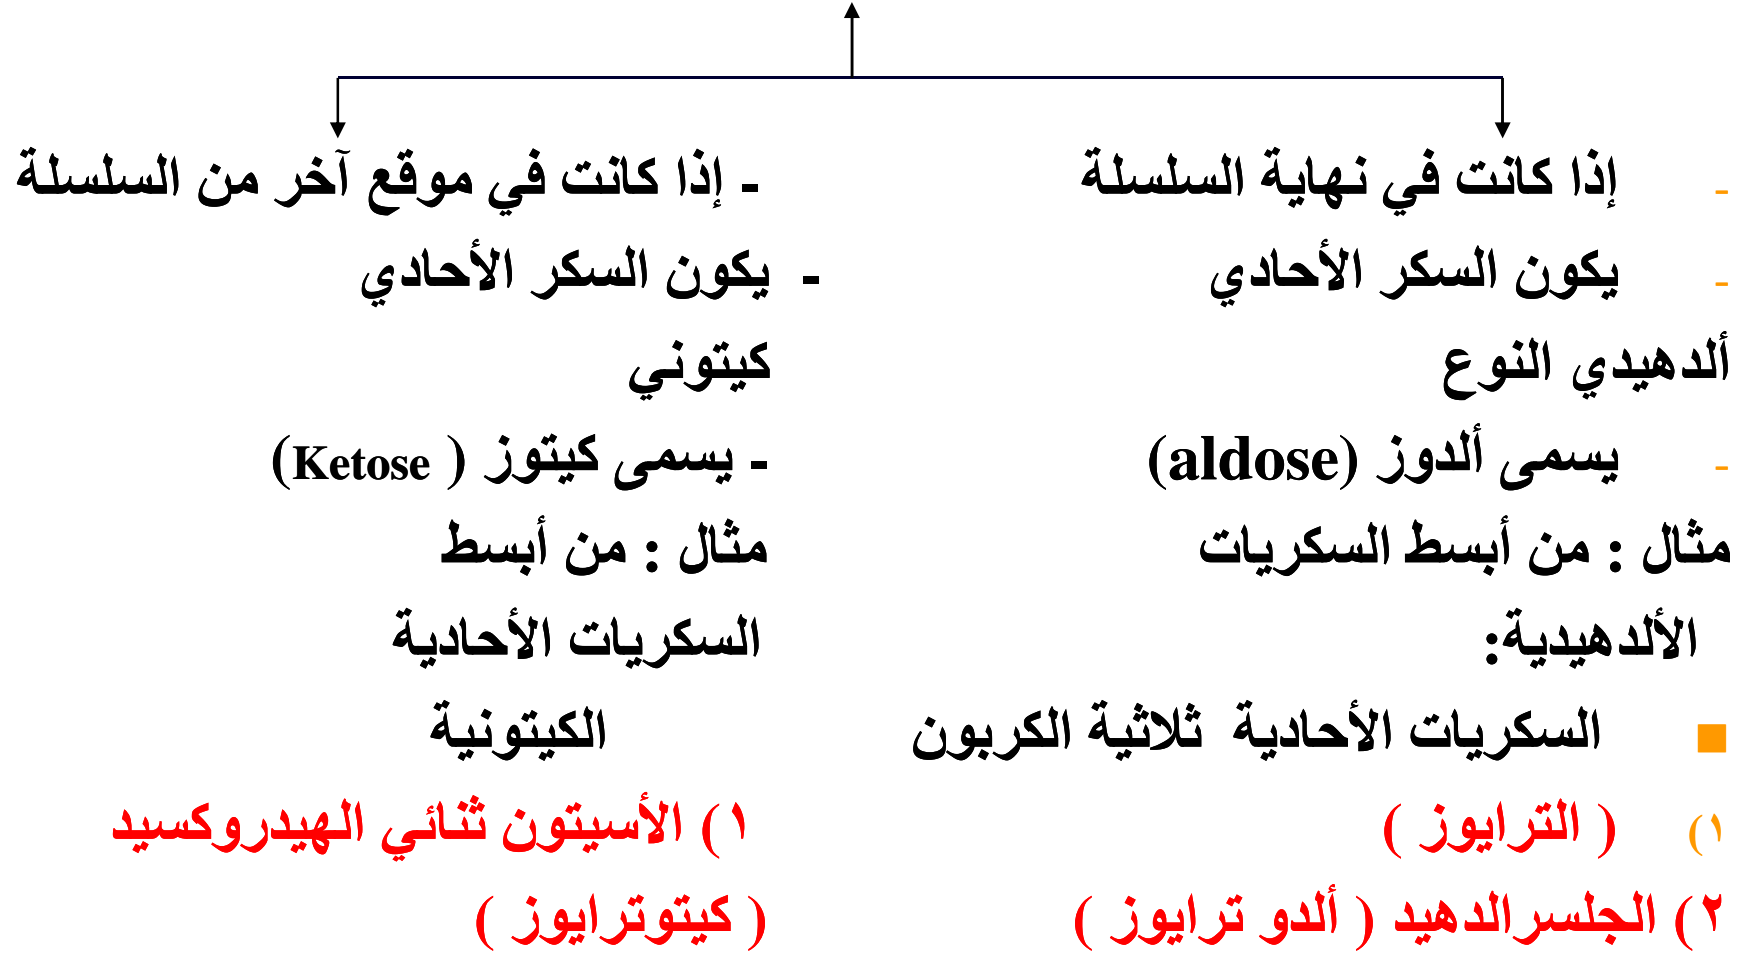 - إذا كانت في نهاية السلسلة
- يكون السكر الأحادي
ألدهيدي النوع
- يسمى ألدوز (aldose)
مثال : من أبسط السكريات
الألدهيدية:
■ السكريات الأحادية ثلاثية الكربون
١) ( الترايوز )
٢) الجلسرالدهيد ( ألدو ترايوز )
- إذا كانت في موقع آخر من السلسلة
- يكون السكر الأحادي
كيتوني
- يسمى كيتوز ( Ketose)
مثال : من أبسط
السكريات الأحادية
الكيتونية
١) الأسيتون ثنائي الهيدروكسيد
( كيتوترايوز )